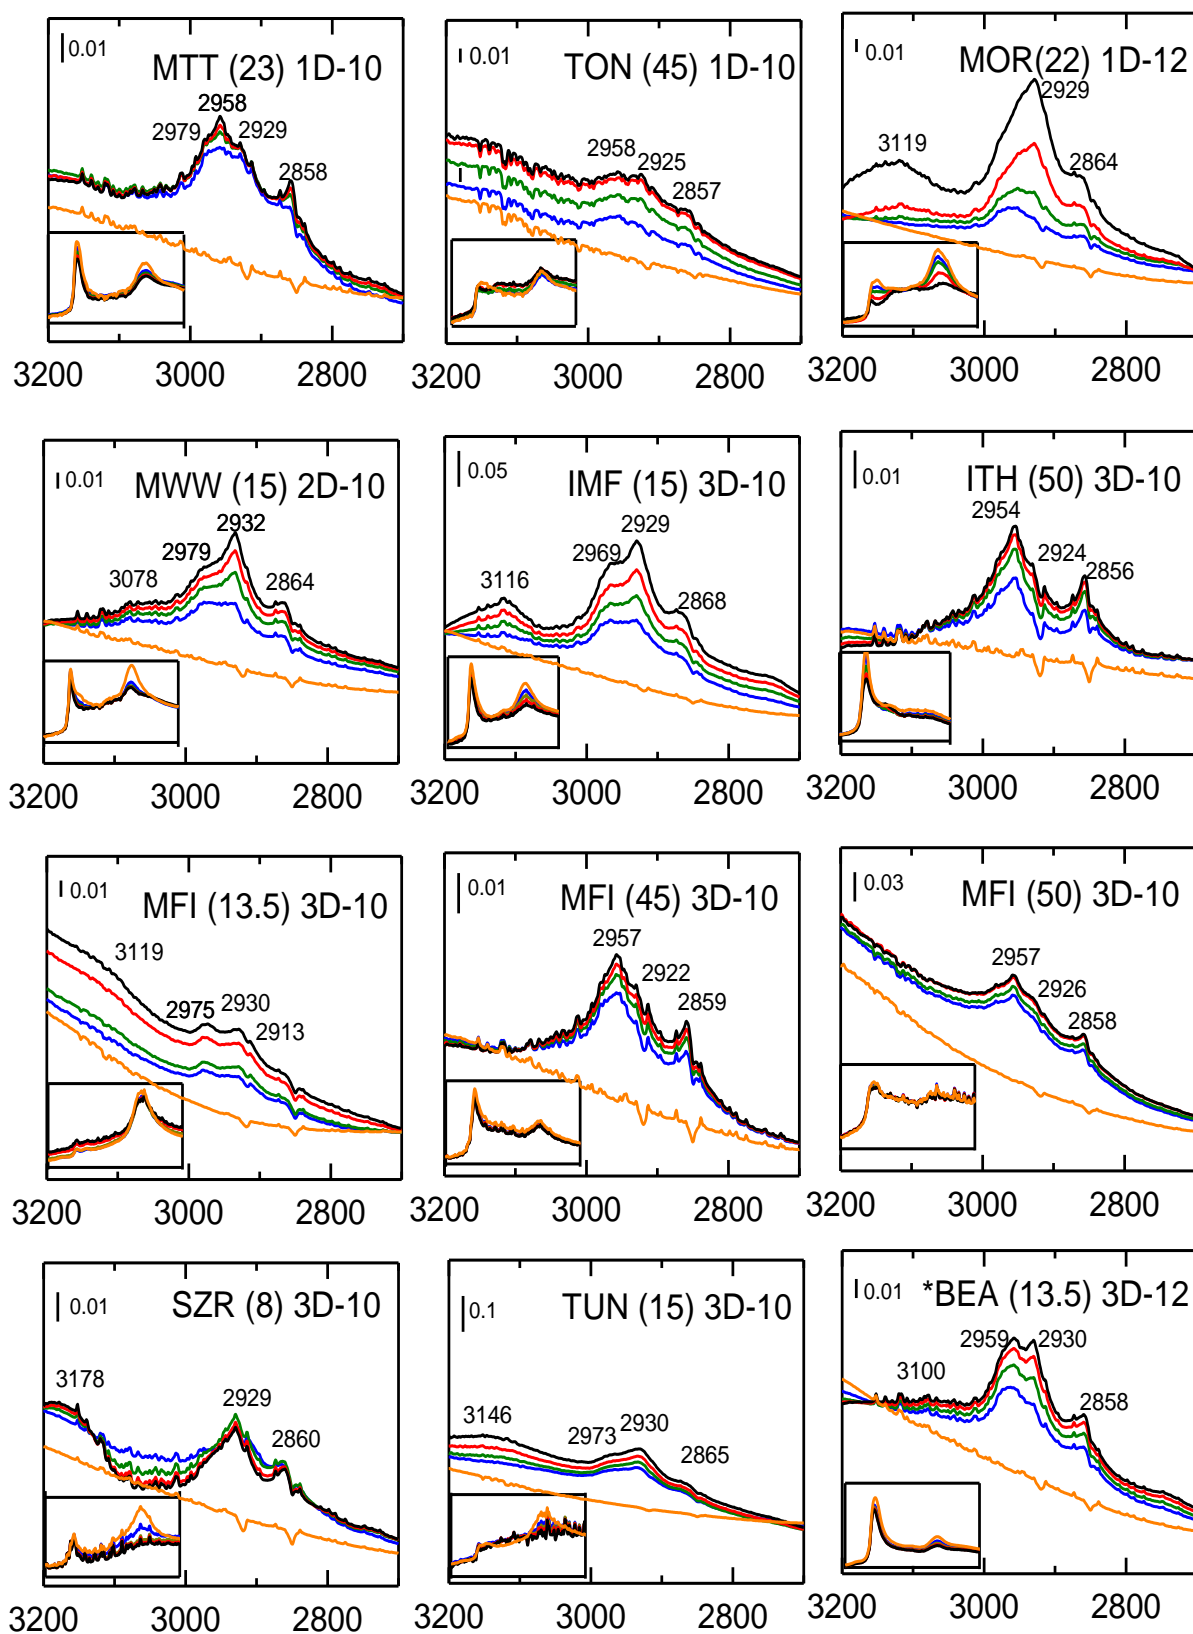 0.01
MTT (23) 1D-10
2958
2979
2929
2858
3200 3000 2800
0.01
TON (45) 1D-10
2958
2925
2857
3200 3000 2800
0.01
MOR(22) 1D-12
2929
3119
2864
3200 3000 2800
0.01
MWW (15) 2D-10
2932
2979
3078
2864
3200 3000 2800
0.05
IMF (15) 3D-10
2929
2969
3116
2868
3200 3000 2800
0.01
ITH (50) 3D-10
2954
2924
2856
3200 3000 2800
0.01
MFI (13.5) 3D-10
3119
2975
2930
2913
3200 3000 2800
0.01
MFI (45) 3D-10
2957
2922
2859
3200 3000 2800
0.03
MFI (50) 3D-10
2957
2926
2858
3200 3000 2800
0.01
SZR (8) 3D-10
3178
2929
2860
3200 3000 2800
0.1
TUN (15) 3D-10
3146
2973
2930
2865
3200 3000 2800
0.01
*BEA (13.5) 3D-12
2959
2930
3100
2858
3200 3000 2800